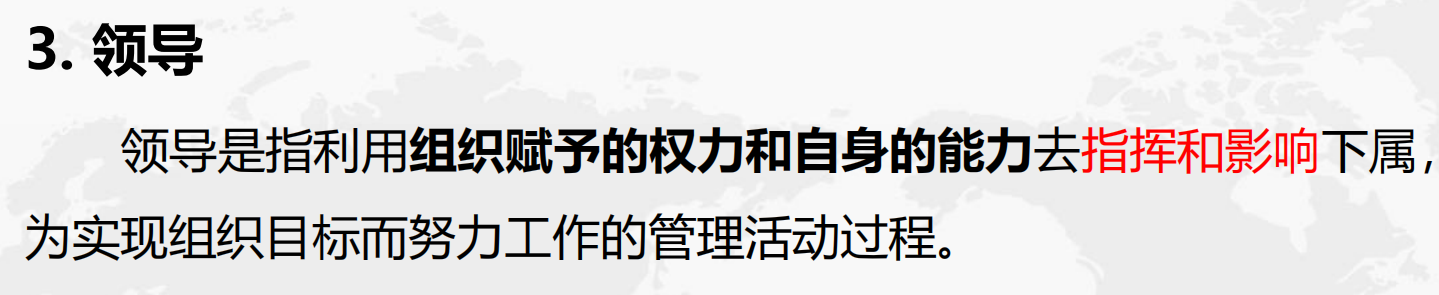 3. 领导
领导是指利用组织赋予的权力和自身的能力去指挥和影响下属，
为实现组织目标而努力工作的管理活动过程。